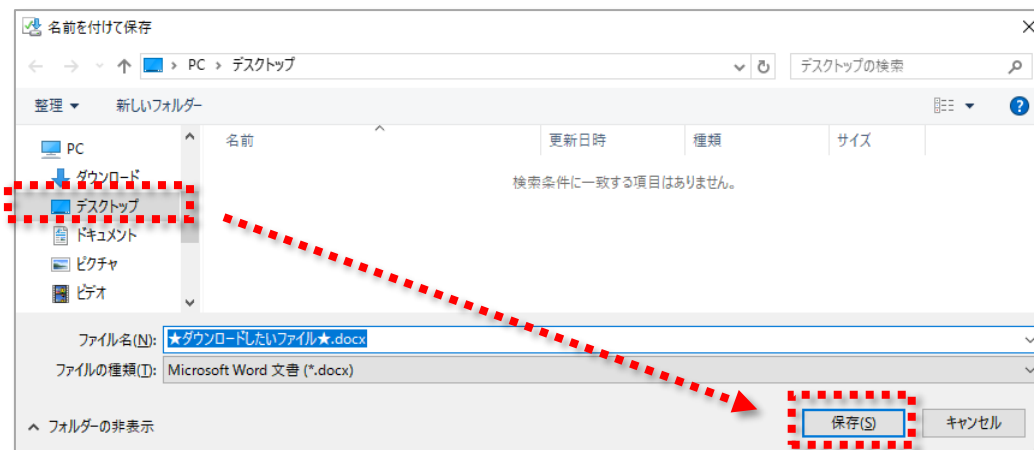 名前を付けて保存
PC > デスクトップ
デスクトップの検索
整理 新しいフォルダー
名前 更新日時 種類 サイズ
検索条件に一致する項目はありません。
PC
ダウンロード
デスクトップ
ドキュメント
ピクチャ
ビデオ
ファイル名(N): ★ダウンロードしたいファイル★.docx
ファイルの種類(T): Microsoft Word 文書 (*.docx)
フォルダーの非表示
保存(S) キャンセル